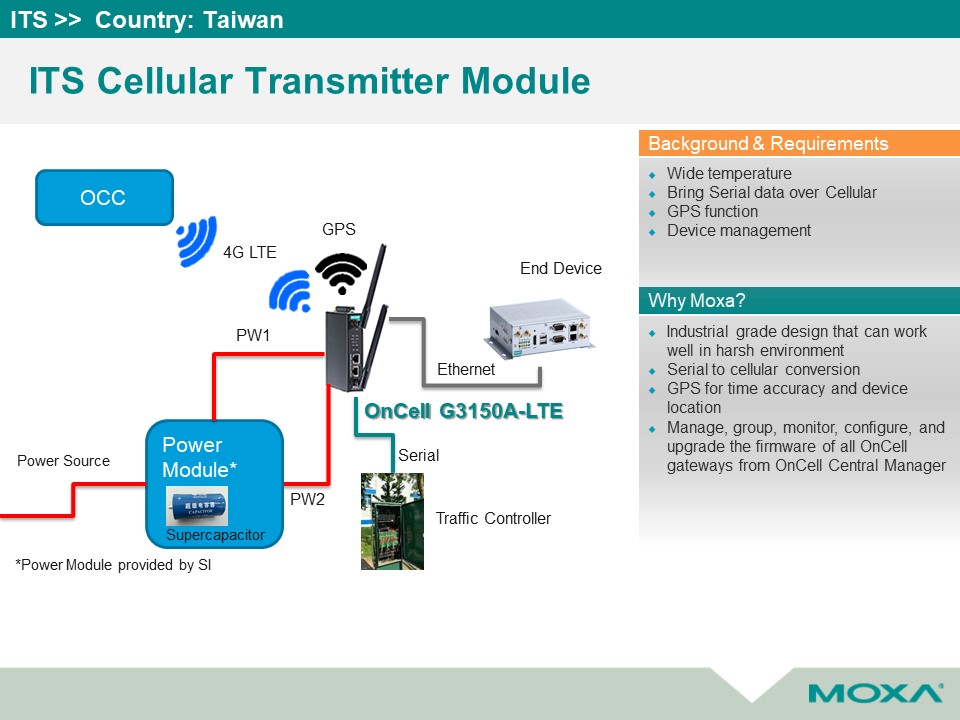 ITS >> Country: Taiwan
ITS Cellular Transmitter Module
OCC
4G LTE
GPS
End Device
PW1
Ethernet
OnCell G3150A-LTE
Power
Module*
Power Source
Supercapacitor
PW2
Serial
Traffic Controller
*Power Module provided by SI
Background & Requirements
Wide temperature
Bring Serial data over Cellular
GPS function
Device management
Why Moxa?
Industrial grade design that can work
well in harsh environment
Serial to cellular conversion
GPS for time accuracy and device
location
Manage, group, monitor, configure, and
upgrade the firmware of all OnCell
gateways from OnCell Central Manager
MOXA®